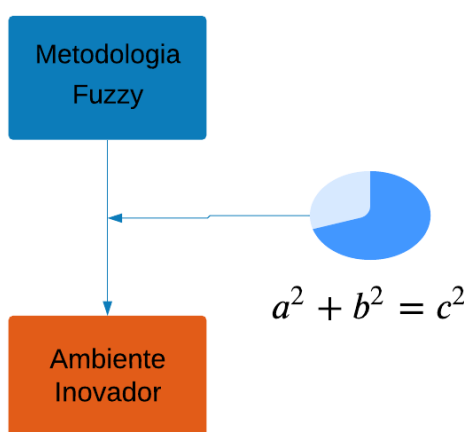 Metodologia
Fuzzy
a² + b² = c²
Ambiente
Inovador